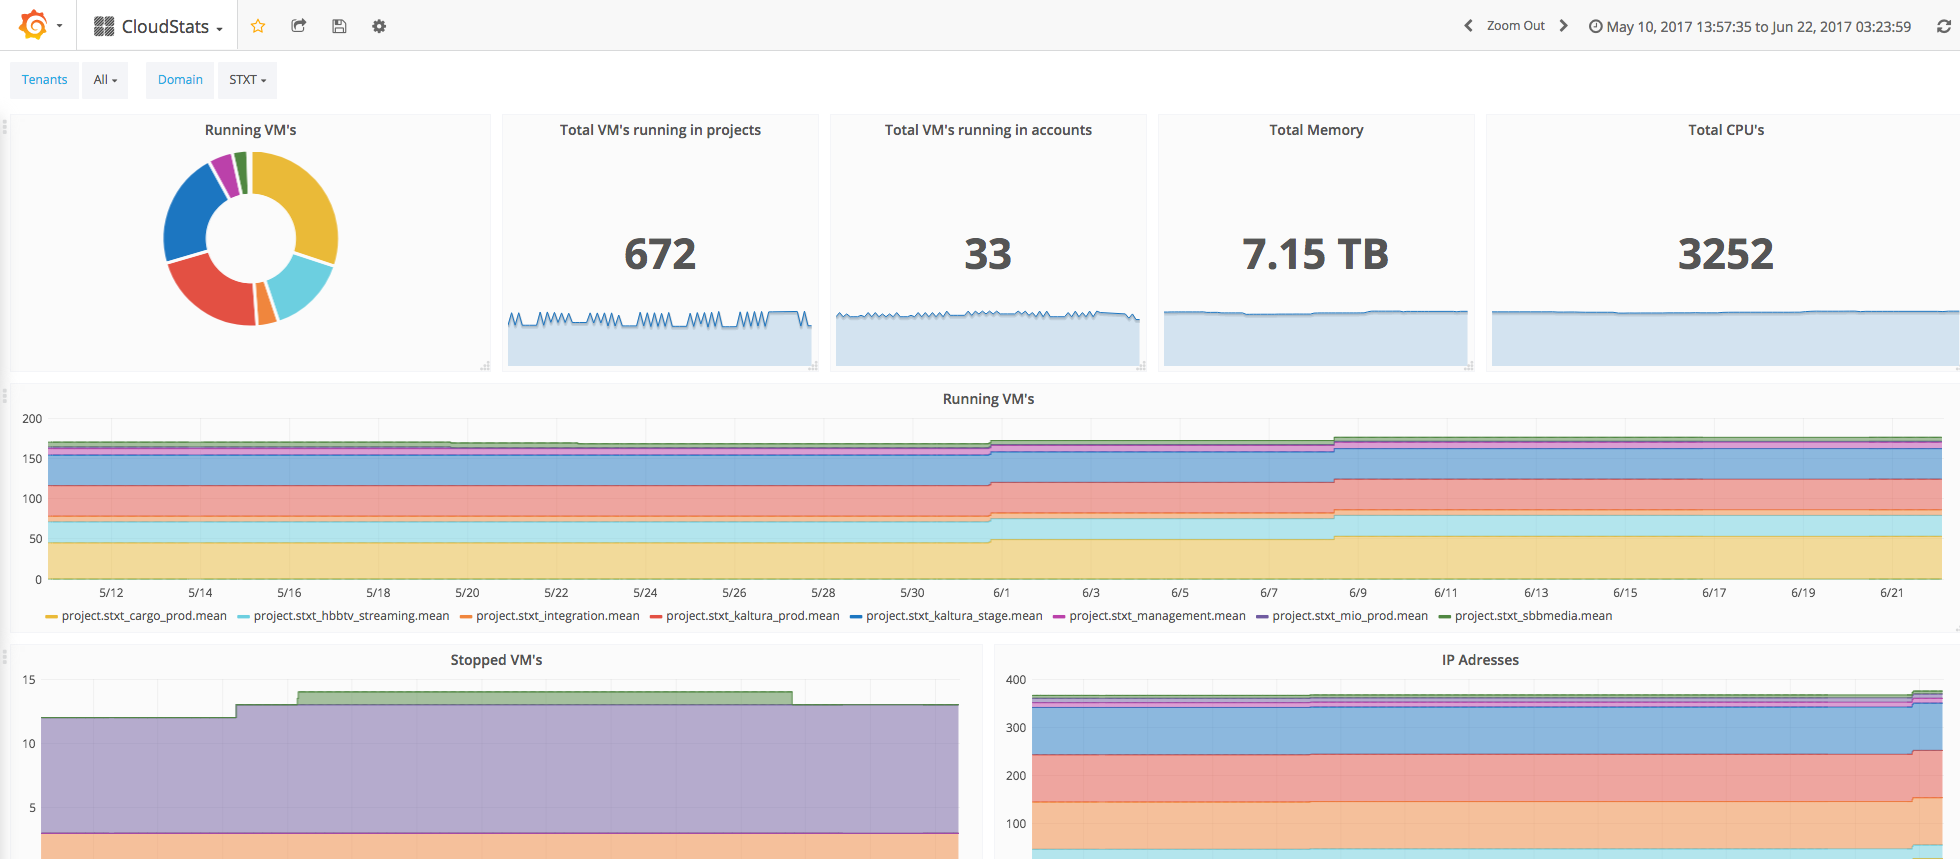 CloudStats
Zoom Out
May 10, 2017 13:57:35 to Jun 22, 2017 03:23:59
Tenants All Domain STXT
Running VM's
Total VM's running in projects
672
Total VM's running in accounts
33
Total Memory
7.15 TB
Total CPU's
3252
Running VM's
200
150
100
50
0
5/12 5/14 5/16 5/18 5/20 5/22 5/24 5/26 5/28 5/30 6/1 6/3 6/5 6/7 6/9 6/11 6/13 6/15 6/17 6/19 6/21
project.stxt_cargo_prod.mean project.stxt_hbbtv_streaming.mean project.stxt_integration.mean project.stxt_kaltura_prod.mean project.stxt_kaltura_stage.mean project.stxt_management.mean project.stxt_mio_prod.mean project.stxt_sbbmedia.mean
Stopped VM's
15
10
5
IP Adresses
400
300
200
100